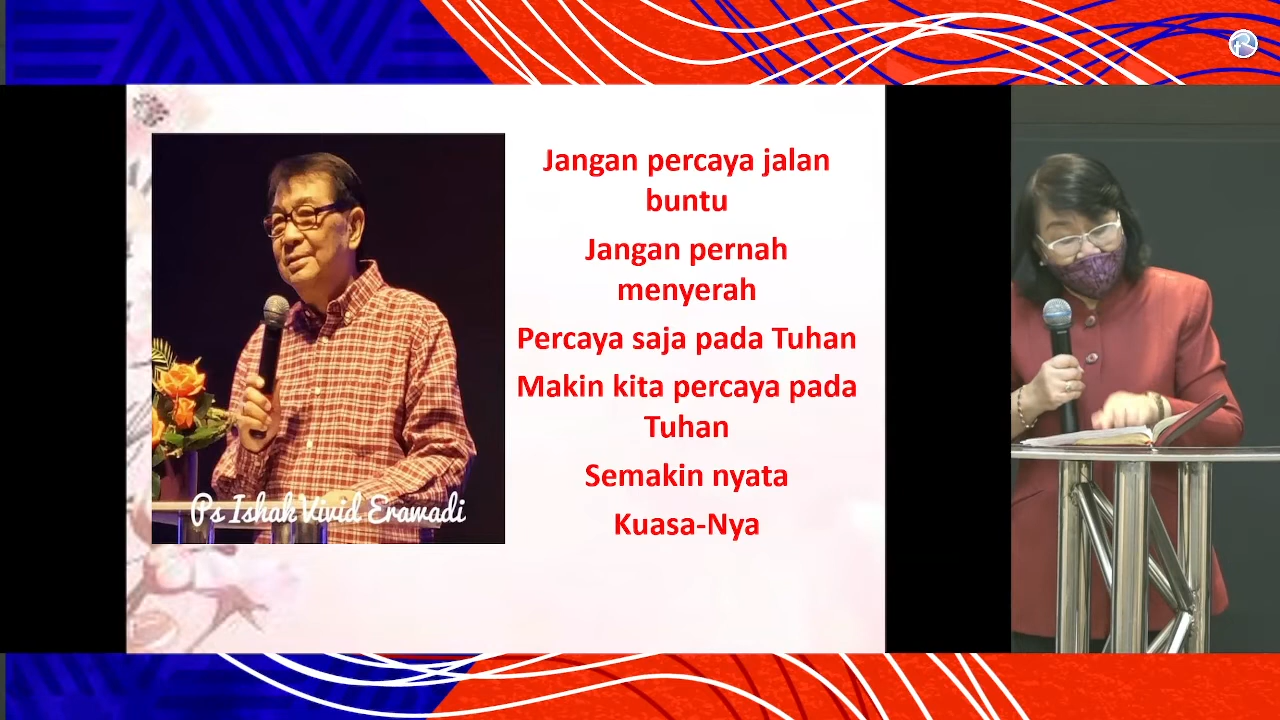 Jangan percaya jalan
buntu
Jangan pernah
menyerah
Percaya saja pada Tuhan
Makin kita percaya pada
Tuhan
Semakin nyata
Kuasa-Nya
Ps Ishak Vivid Erawadi